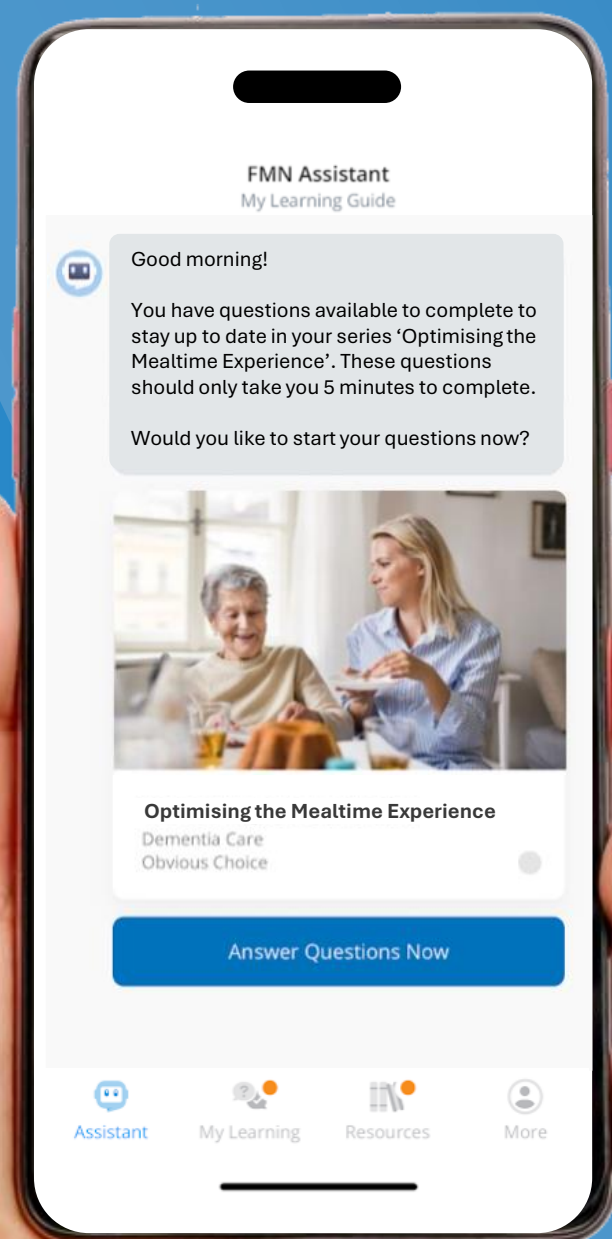 FMN Assistant
My Learning Guide
Good morning!
You have questions available to complete to
stay up to date in your series ‘Optimising the
Mealtime Experience’. These questions
should only take you 5 minutes to complete.
Would you like to start your questions now?
Optimising the Mealtime Experience
Dementia Care
Obvious Choice
Answer Questions Now
Assistant
My Learning
Resources
More